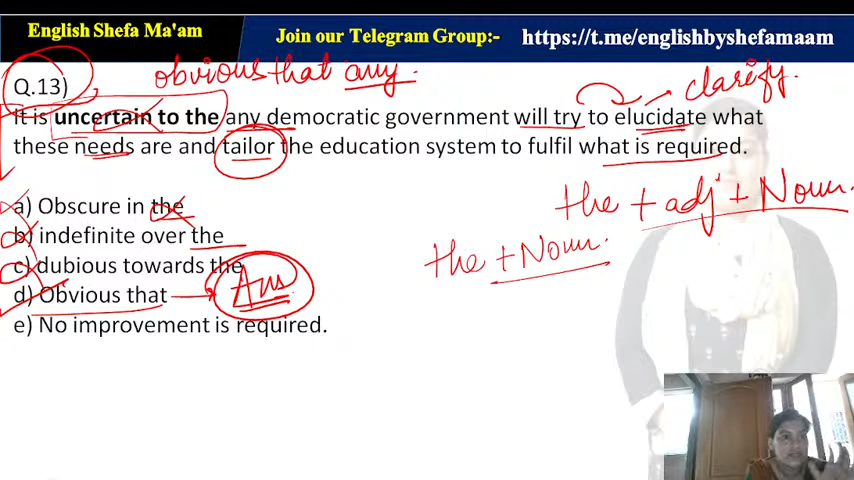 English Shefa Ma'am
Join our Telegram Group:- https://t.me/englishbyshefamaam
obvious that any.
clarify.
Q.13)
It is uncertain to the any democratic government will try to elucidate what
these needs are and tailor the education system to fulfil what is required.
the + adj + Noun.
the + Noun.
a) Obscure in the
b) indefinite over the
c) dubious towards the
d) Obvious that
Ans
e) No improvement is required.